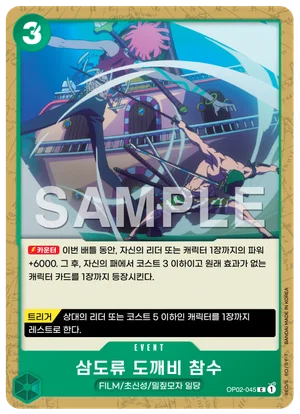 3
SAMPLE
카운터 이번 배틀 동안, 자신의 리더 또는 캐릭터 1장까지의 파워
+6000. 그 후, 자신의 패에서 코스트 3 이하이고 원래 효과가 없는
캐릭터 카드를 1장까지 등장시킨다.
트리거 상대의 리더 또는 코스트 5 이하인 캐릭터를 1장까지
레스트로 한다.
EVENT
삼도류 도깨비 참수
FILM/초신성/밀짚모자 일당
OP02-045 C 1